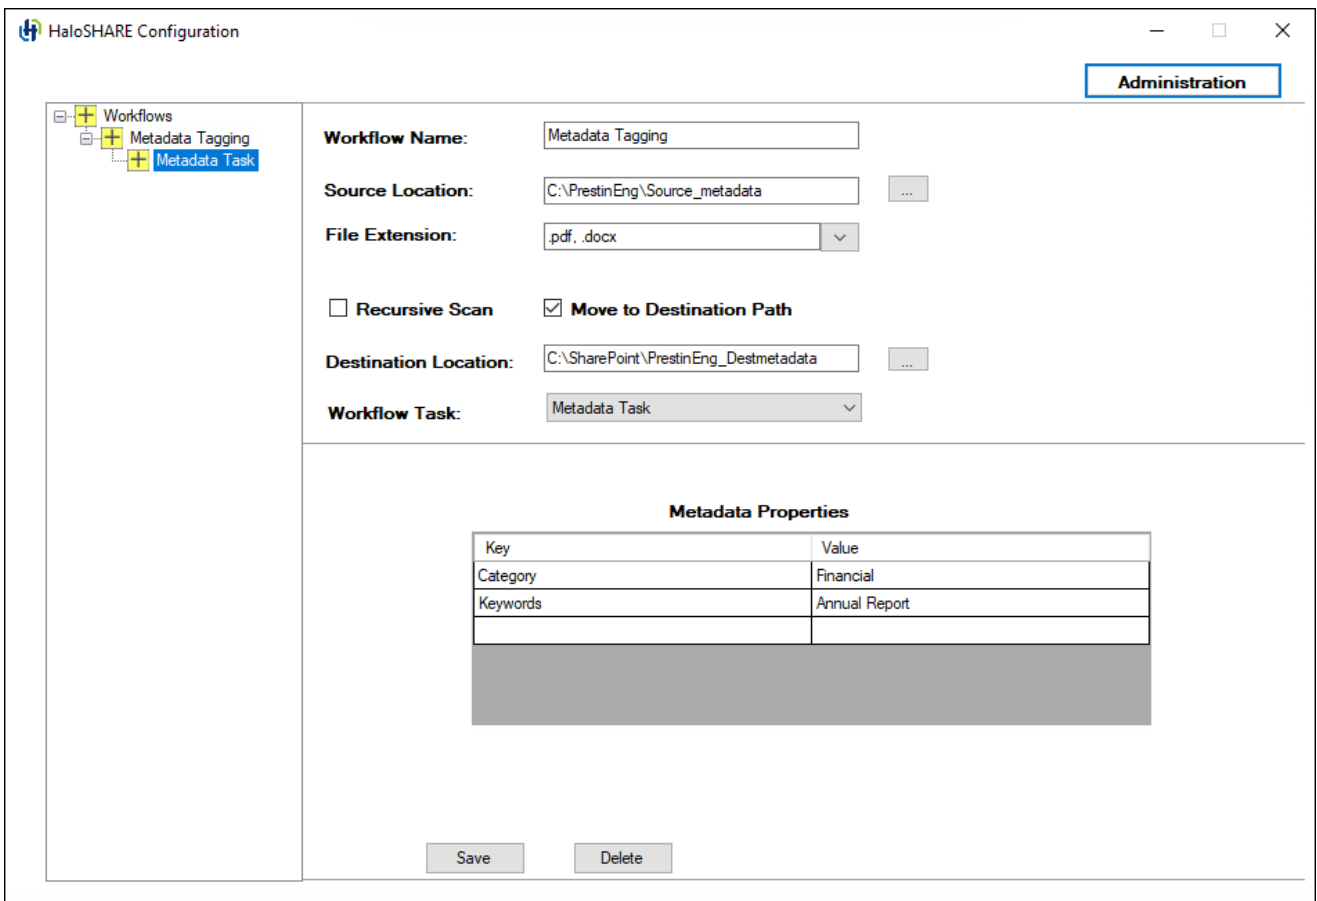 HaloSHARE Configuration
Administration
Workflows
Metadata Tagging
Metadata Task
Workflow Name: Metadata Tagging
Source Location: C:\PrestinEng\Source_metadata ...
File Extension: .pdf, .docx
Recursive Scan Move to Destination Path
Destination Location: C:\SharePoint\PrestinEng_Destmetadata ...
Workflow Task: Metadata Task
Metadata Properties
Key Value
Category Financial
Keywords Annual Report
Save Delete